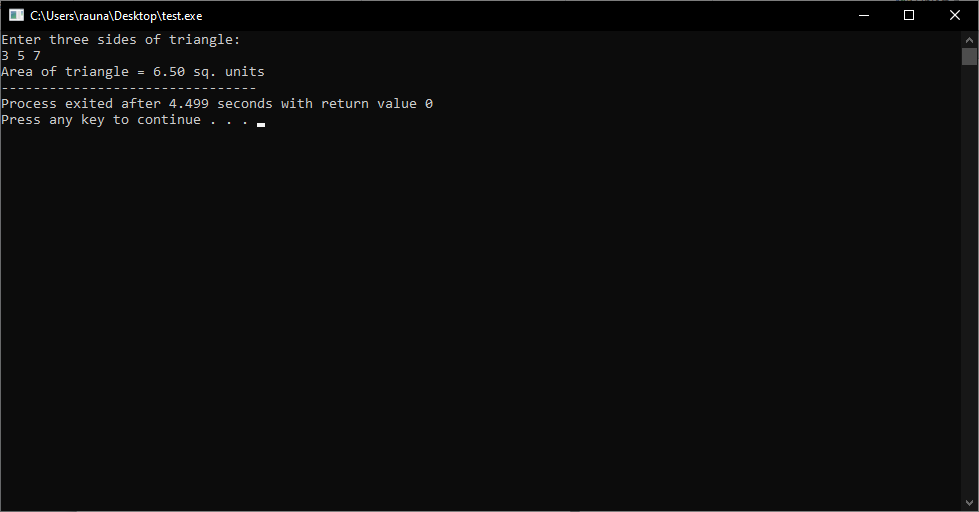 C:\Users\rauna\Desktop\test.exe
Enter three sides of triangle:
3 5 7
Area of triangle = 6.50 sq. units
--------------------------------
Process exited after 4.499 seconds with return value 0
Press any key to continue . . .